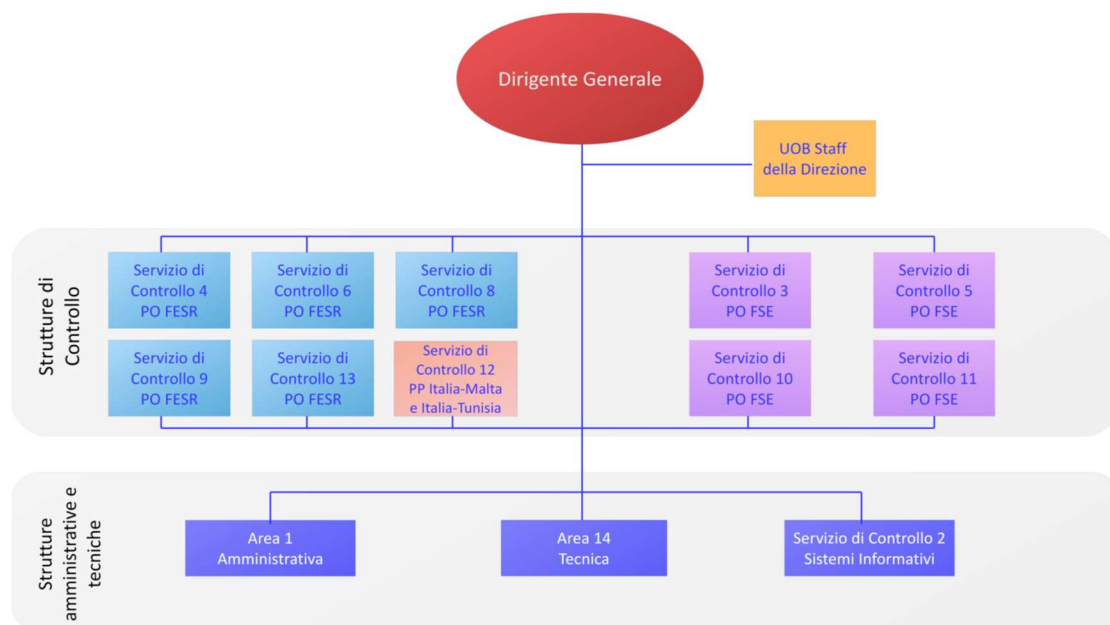 Dirigente Generale
UOB Staff
della Direzione
Strutture di
Controllo
Servizio di
Controllo 4
PO FESR
Servizio di
Controllo 6
PO FESR
Servizio di
Controllo 8
PO FESR
Servizio di
Controllo 3
PO FSE
Servizio di
Controllo 5
PO FSE
Servizio di
Controllo 9
PO FESR
Servizio di
Controllo 13
PO FESR
Servizio di
Controllo 12
PP Italia-Malta
e Italia-Tunisia
Servizio di
Controllo 10
PO FSE
Servizio di
Controllo 11
PO FSE
Strutture
amministrative e
tecniche
Area 1
Amministrativa
Area 14
Tecnica
Servizio di Controllo 2
Sistemi Informativi